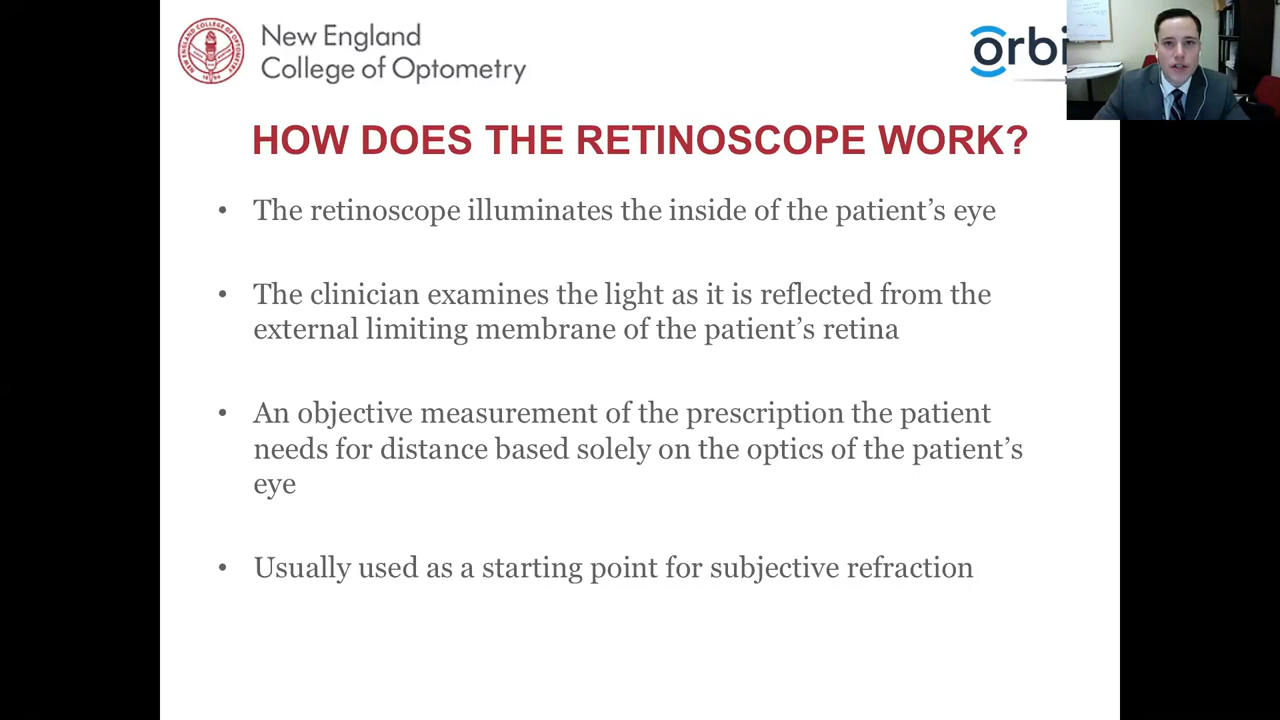 New England
College of Optometry
orbi
HOW DOES THE RETINOSCOPE WORK?
• The retinoscope illuminates the inside of the patient’s eye
• The clinician examines the light as it is reflected from the
external limiting membrane of the patient’s retina
• An objective measurement of the prescription the patient
needs for distance based solely on the optics of the patient’s
eye
• Usually used as a starting point for subjective refraction